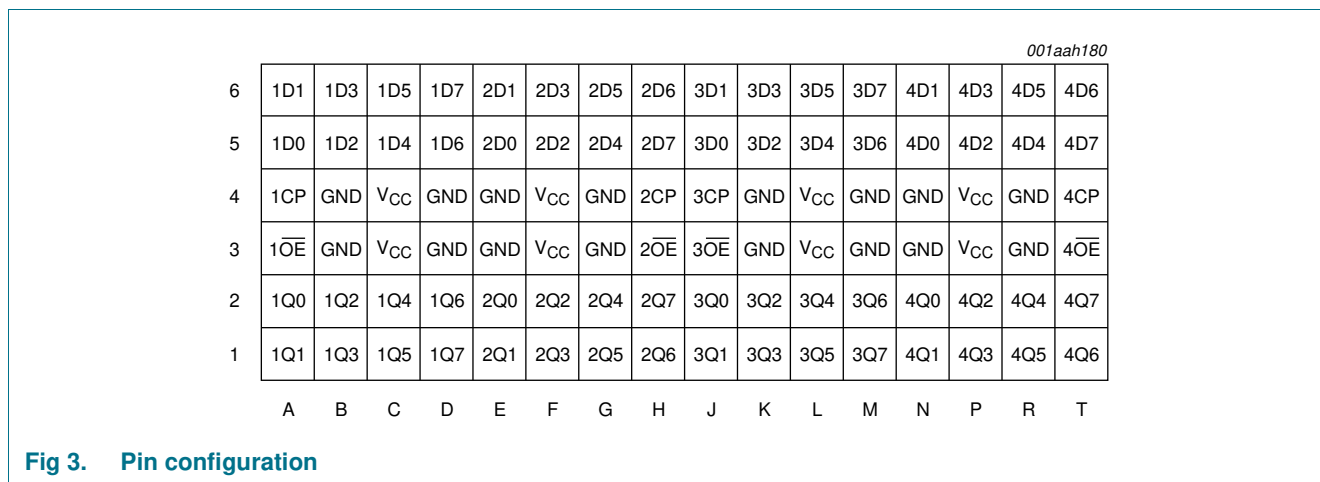 001aah180
6 1D1 1D3 1D5 1D7 2D1 2D3 2D5 2D6 3D1 3D3 3D5 3D7 4D1 4D3 4D5 4D6
5 1D0 1D2 1D4 1D6 2D0 2D2 2D4 2D7 3D0 3D2 3D4 3D6 4D0 4D2 4D4 4D7
4 1CP GND VCC GND GND VCC GND 2CP 3CP GND VCC GND GND VCC GND 4CP
3 1O̅E̅ GND VCC GND GND VCC GND 2O̅E̅ 3O̅E̅ GND VCC GND GND VCC GND 4O̅E̅
2 1Q0 1Q2 1Q4 1Q6 2Q0 2Q2 2Q4 2Q7 3Q0 3Q2 3Q4 3Q6 4Q0 4Q2 4Q4 4Q7
1 1Q1 1Q3 1Q5 1Q7 2Q1 2Q3 2Q5 2Q6 3Q1 3Q3 3Q5 3Q7 4Q1 4Q3 4Q5 4Q6
A B C D E F G H J K L M N P R T
Fig 3. Pin configuration